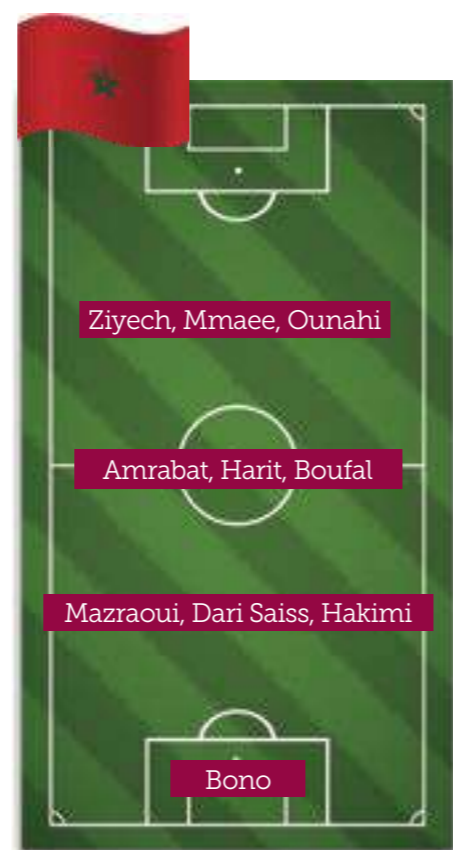 Ziyech, Mmaee, Ounahi
Amrabat, Harit, Boufal
Mazraoui, Dari Saiss, Hakimi
Bono